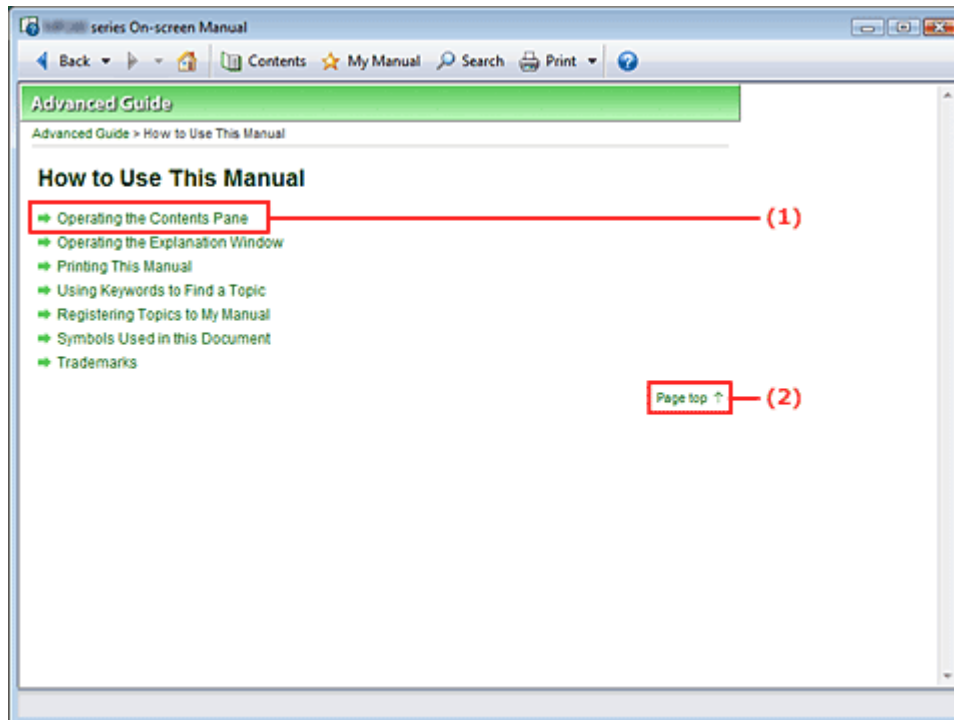 series On-screen Manual
Back Contents My Manual Search Print
Advanced Guide
Advanced Guide > How to Use This Manual
How to Use This Manual
Operating the Contents Pane
(1)
Operating the Explanation Window
Printing This Manual
Using Keywords to Find a Topic
Registering Topics to My Manual
Symbols Used in this Document
Trademarks
Page top ↑
(2)